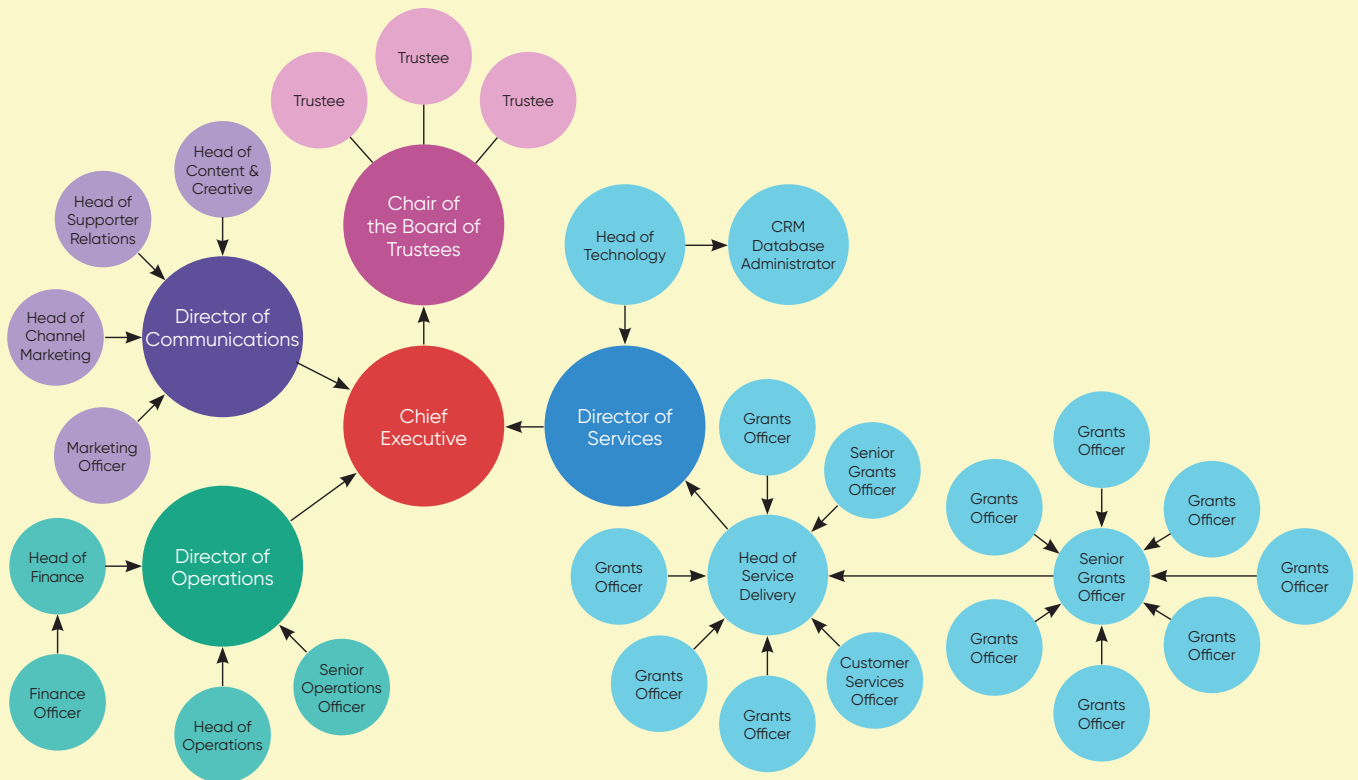 Trustee
Trustee
Trustee
Chair of
the Board of
Trustees
Head of
Content &
Creative
Head of
Supporter
Relations
Head of
Channel
Marketing
Marketing
Officer
Director of
Communications
Chief
Executive
Director of
Services
Head of
Technology
CRM
Database
Administrator
Director of
Operations
Head of
Finance
Finance
Officer
Head of
Operations
Senior
Operations
Officer
Grants
Officer
Senior
Grants
Officer
Grants
Officer
Head of
Service
Delivery
Grants
Officer
Grants
Officer
Customer
Services
Officer
Grants
Officer
Grants
Officer
Grants
Officer
Senior
Grants
Officer
Grants
Officer
Grants
Officer
Grants
Officer
Grants
Officer